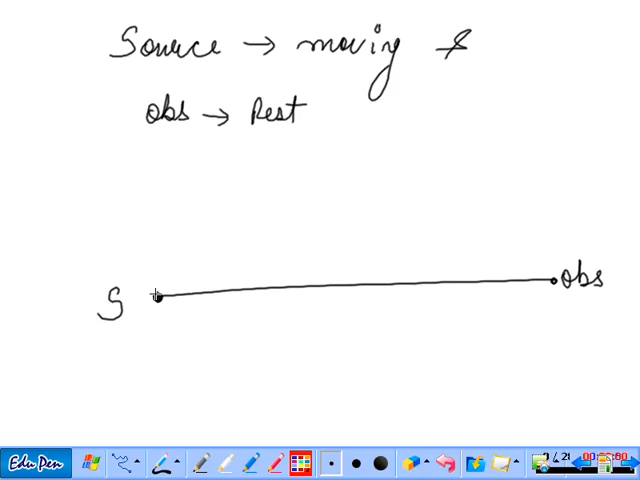 Source → moving &
obs → Rest
obs
S
Edu Pen